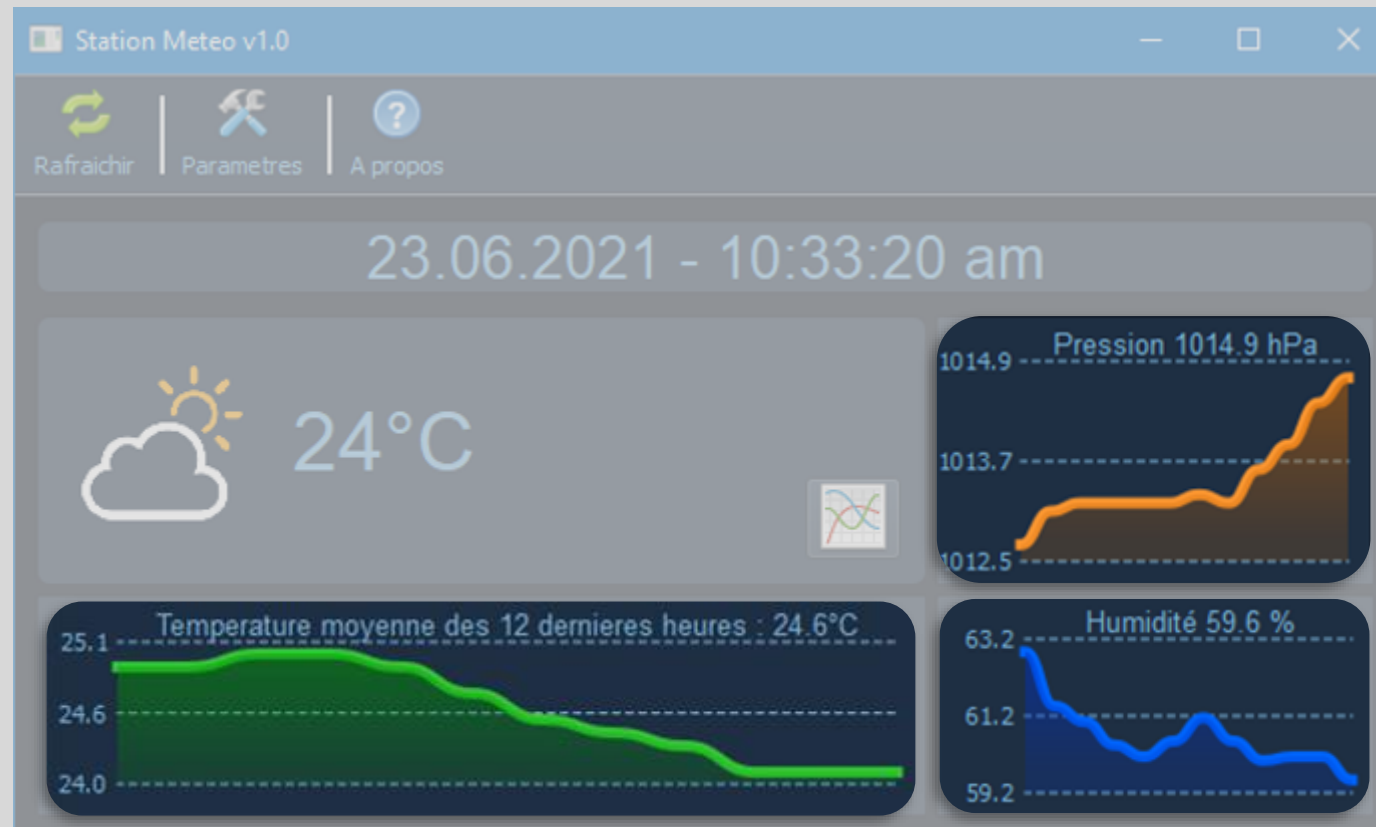 Station Meteo v1.0
Rafraichir
Parametres
A propos
23.06.2021 - 10:33:20 am
24°C
Pression 1014.9 hPa
1014.9
1013.7
1012.5
Temperature moyenne des 12 dernieres heures : 24.6°C
25.1
24.6
24.0
Humidité 59.6 %
63.2
61.2
59.2